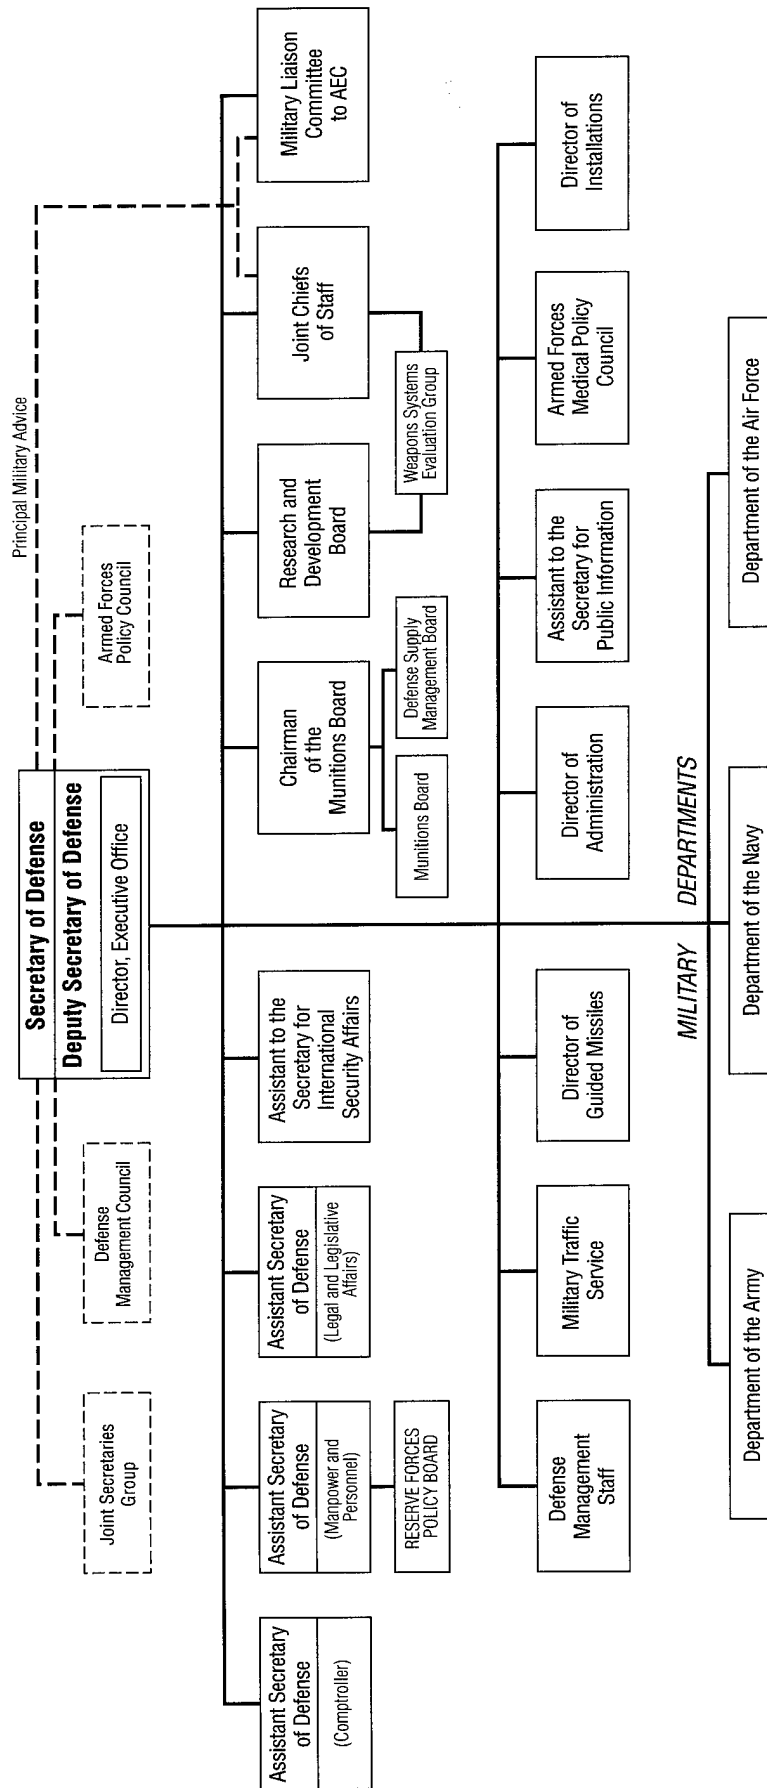 Principal Military Advice
Secretary of Defense
Deputy Secretary of Defense
Director, Executive Office
Joint Secretaries
Group
Defense
Management Council
Armed Forces
Policy Council
Assistant Secretary
of Defense
(Comptroller)
Assistant Secretary
of Defense
(Manpower and
Personnel)
RESERVE FORCES
POLICY BOARD
Assistant Secretary
of Defense
(Legal and Legislative
Affairs)
Assistant to the
Secretary for
International
Security Affairs
Chairman
of the
Munitions Board
Munitions Board
Defense Supply
Management Board
Research and
Development
Board
Joint Chiefs
of Staff
Weapons Systems
Evaluation Group
Military Liaison
Committee
to AEC
Defense
Management
Staff
Military Traffic
Service
Director of
Guided Missiles
Director of
Administration
Assistant to the
Secretary for
Public Information
Armed Forces
Medical Policy
Council
Director of
Installations
MILITARY DEPARTMENTS
Department of the Army
Department of the Navy
Department of the Air Force